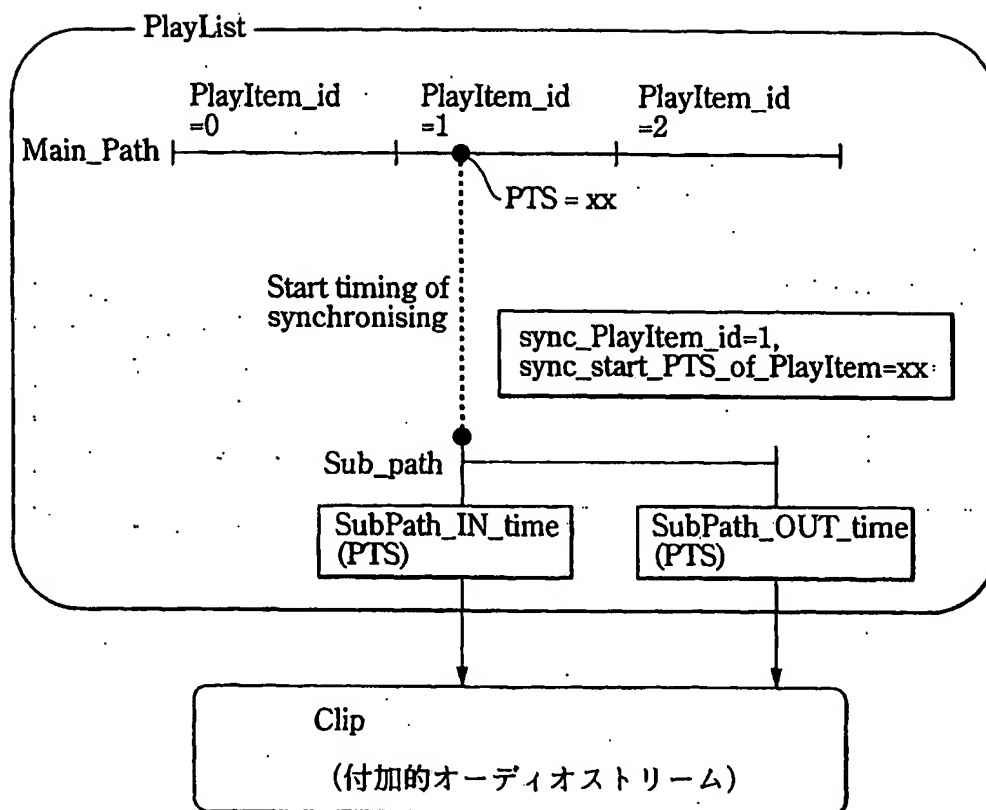 PlayList
PlayItem_id
=0
PlayItem_id
=1
PlayItem_id
=2
Main_Path
PTS = xx
Start timing of
synchronising
sync_PlayItem_id=1,
sync_start_PTS_of_PlayItem=xx
Sub_path
SubPath_IN_time
(PTS)
SubPath_OUT_time
(PTS)
Clip
(付加的オーディオストリーム)